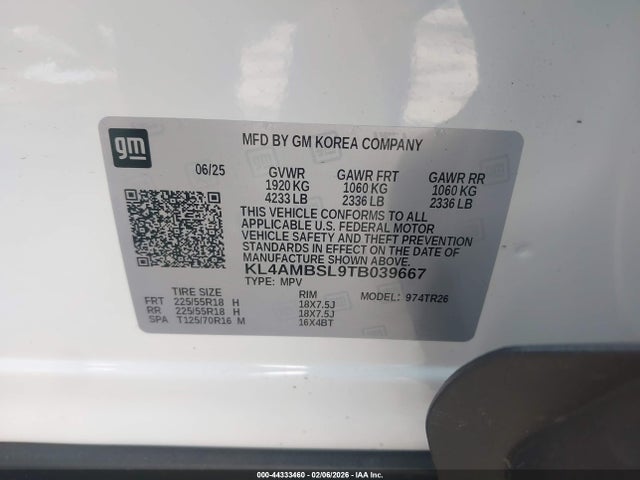 gm
MFD BY GM KOREA COMPANY
06/25 GVWR GAWR FRT GAWR RR
1920 KG 1060 KG 1060 KG
4233 LB 2336 LB 2336 LB
THIS VEHICLE CONFORMS TO ALL
APPLICABLE U.S. FEDERAL MOTOR
VEHICLE SAFETY AND THEFT PREVENTION
STANDARDS IN EFFECT ON THE DATE OF
MANUFACTURE SHOWN ABOVE.
KL4AMBSL9TB039667
TYPE: MPV
TIRE SIZE RIM MODEL: 974TR26
FRT 225/55R18 H 18X7.5J
RR 225/55R18 H 18X7.5J
SPA T125/70R16 M 16X4BT
000-44333460 - 02/06/2026 - IAA Inc.